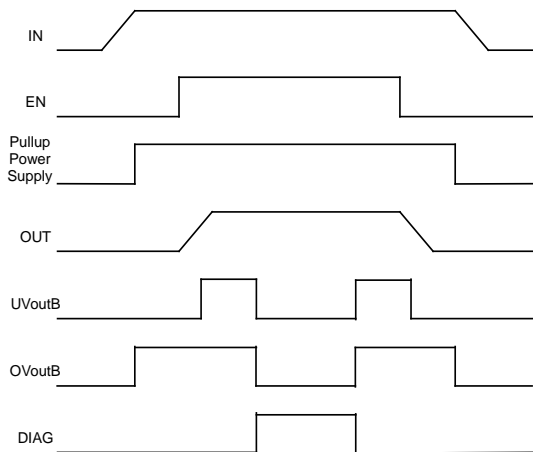 IN
EN
Pullup
Power
Supply
OUT
UVoutB
OVoutB
DIAG